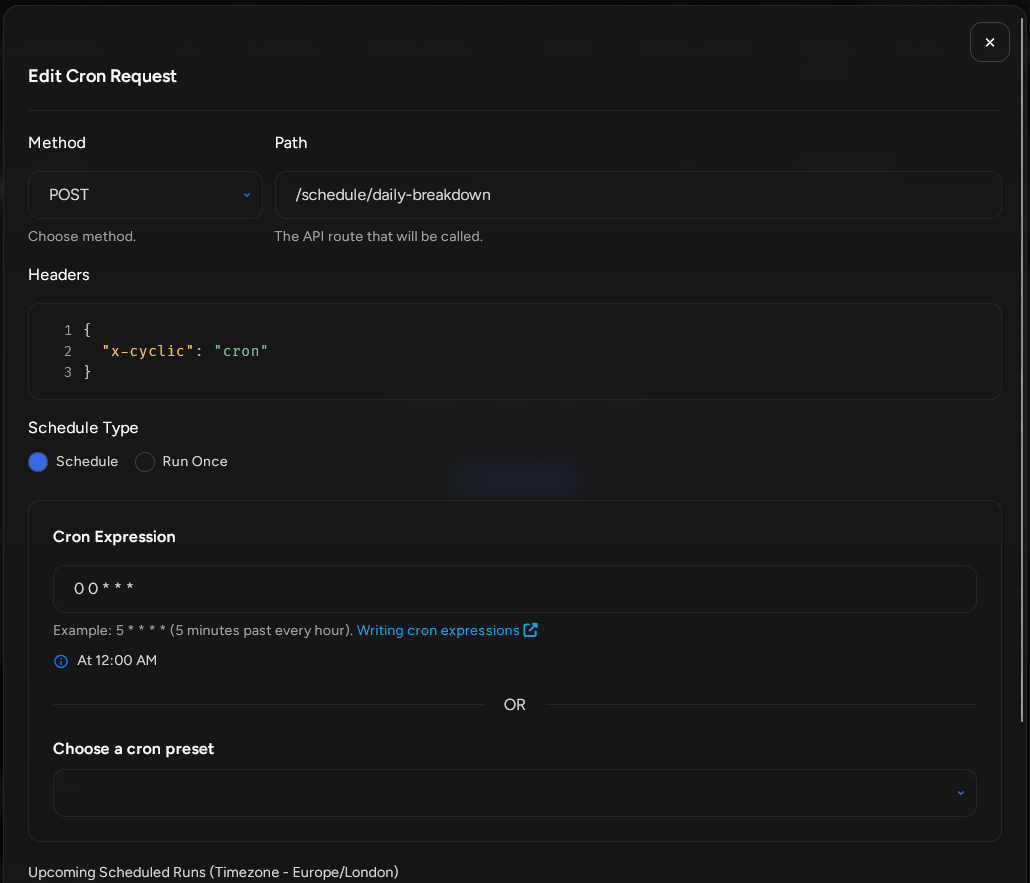 Edit Cron Request
Method
Path
POST
/schedule/daily-breakdown
Choose method.
The API route that will be called.
Headers
1 {
2 "x-cyclic": "cron"
3 }
Schedule Type
Schedule
Run Once
Cron Expression
0 0 * * *
Example: 5 * * * * (5 minutes past every hour). Writing cron expressions
At 12:00 AM
OR
Choose a cron preset
Upcoming Scheduled Runs (Timezone - Europe/London)